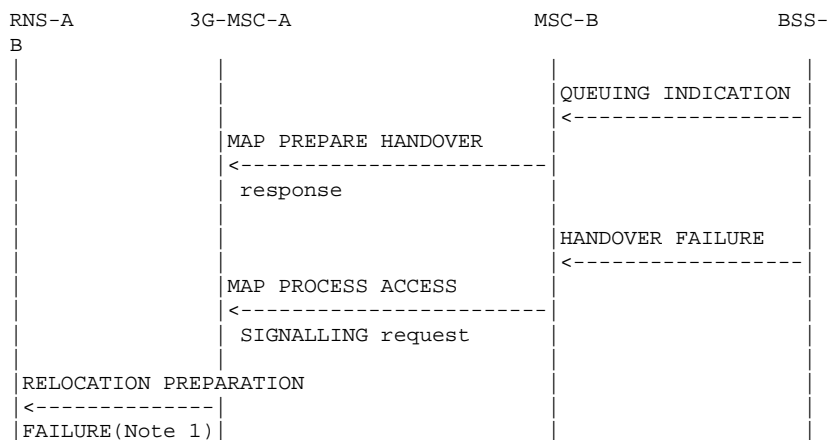 RNS-A 3G-MSC-A MSC-B BSS-
B
QUEUING INDICATION
MAP PREPARE HANDOVER
response
HANDOVER FAILURE
MAP PROCESS ACCESS
SIGNALLING request
RELOCATION PREPARATION
FAILURE(Note 1)